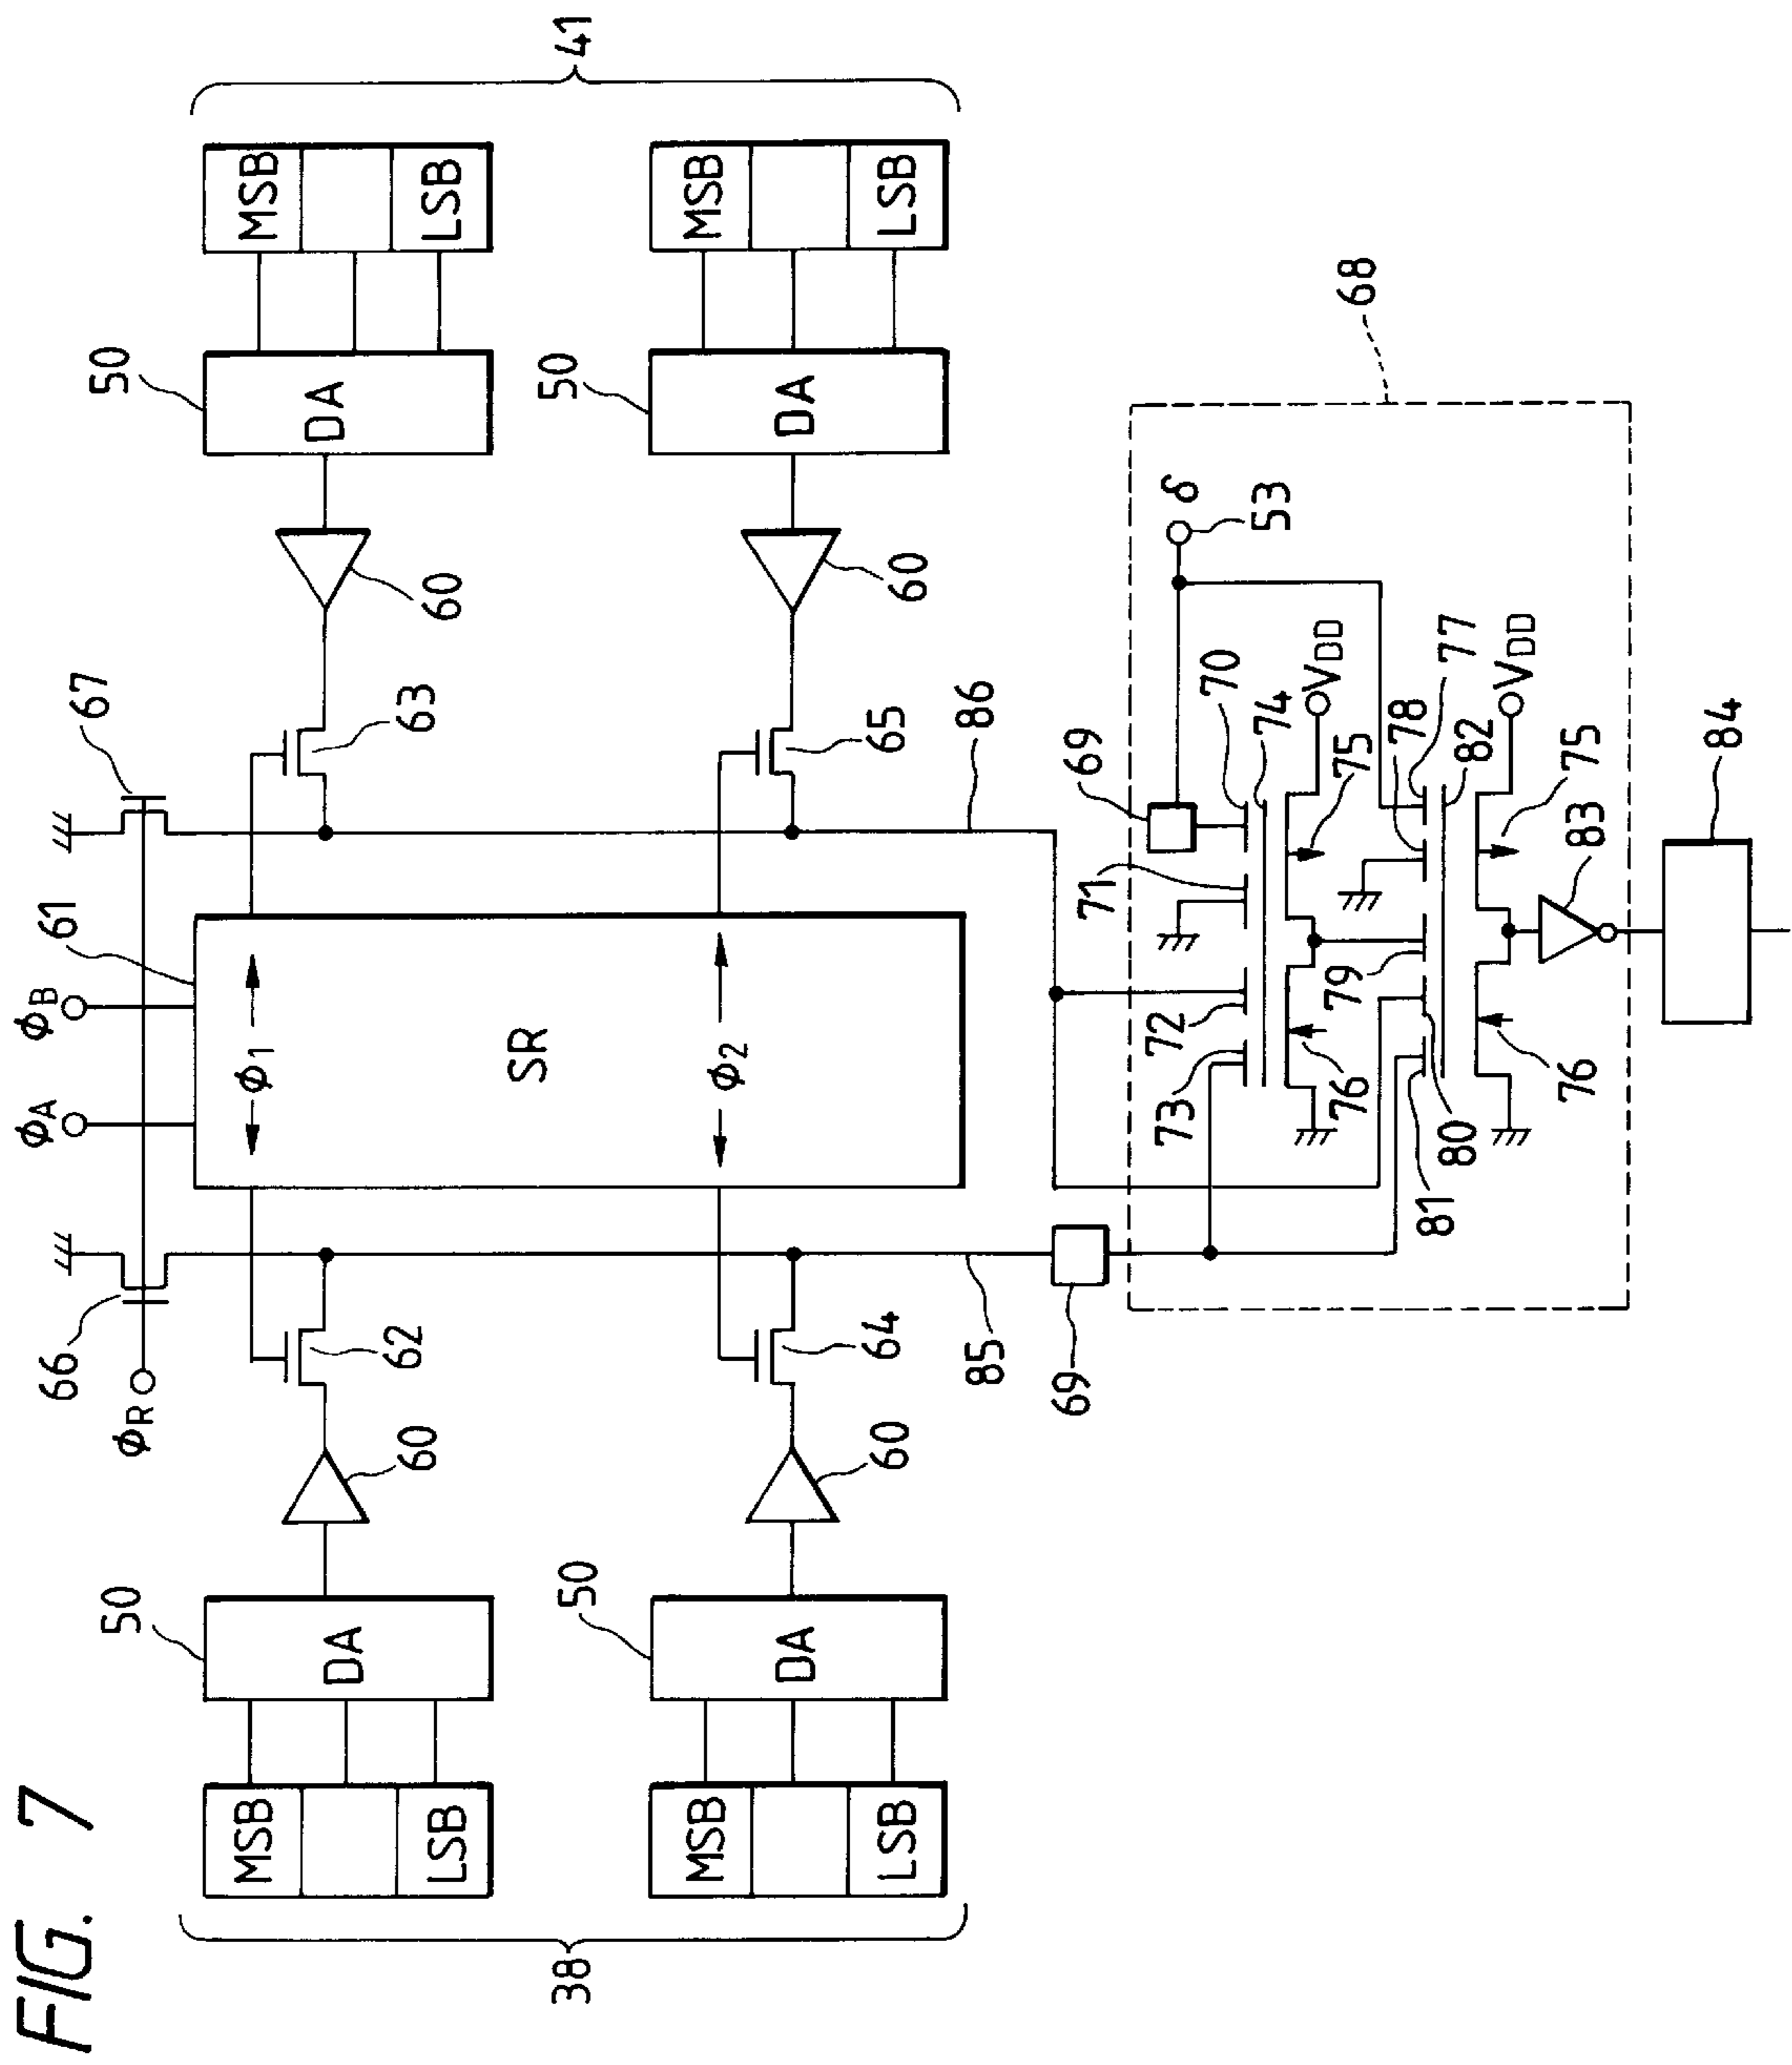 FIG. 7
38
MSB
LSB
MSB
LSB
50
DA
50
DA
60
60
ΦR
66
62
64
85
69
ΦA
ΦB
61
Φ1
SR
Φ2
67
63
65
86
60
60
50
DA
50
DA
MSB
LSB
MSB
LSB
41
68
δ
53
69
70
71
72
73
74
VDD
75
76
77
78
79
80
81
82
VDD
75
76
83
84